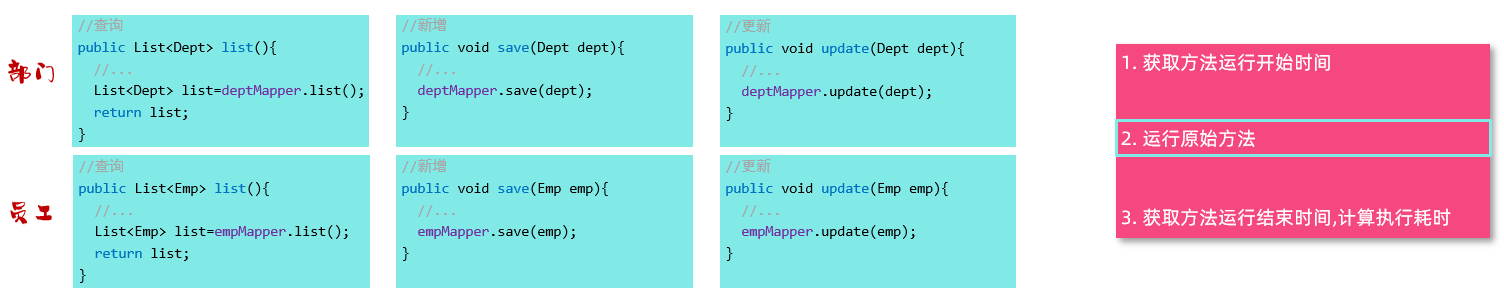 部门
//查询
public List<Dept> list(){
//...
List<Dept> list=deptMapper.list();
return list;
}
//新增
public void save(Dept dept){
//...
deptMapper.save(dept);
}
//更新
public void update(Dept dept){
//...
deptMapper.update(dept);
}
员工
//查询
public List<Emp> list(){
//...
List<Emp> list=empMapper.list();
return list;
}
//新增
public void save(Emp emp){
//...
empMapper.save(emp);
}
//更新
public void update(Emp emp){
//...
empMapper.update(emp);
}
1. 获取方法运行开始时间
2. 运行原始方法
3. 获取方法运行结束时间,计算执行耗时